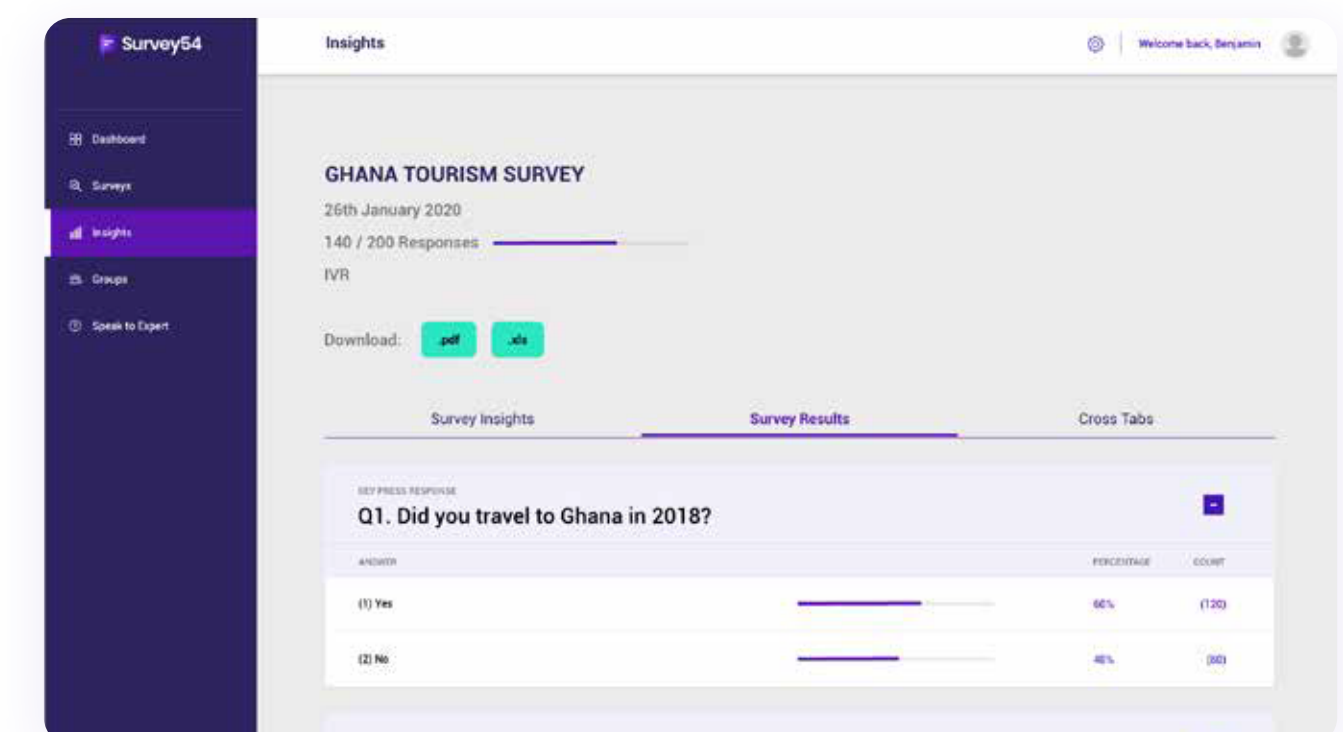 Survey54
Insights
Welcome back, Benjamin
Dashboard
Surveys
Insights
Groups
Speak to Expert
GHANA TOURISM SURVEY
26th January 2020
140 / 200 Responses
IVR
Download: .pdf .xls
Survey Insights Survey Results Cross Tabs
KEY PRESS RESPONSE
Q1. Did you travel to Ghana in 2018?
ANSWER PERCENTAGE COUNT
(1) Yes 60% (120)
(2) No 40% (80)